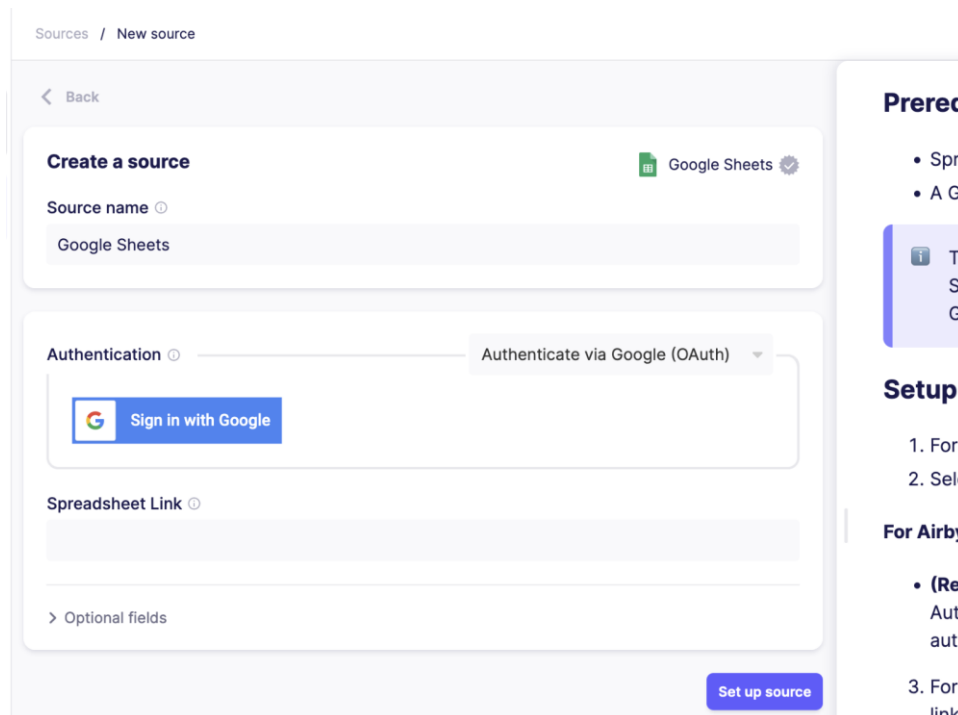 Sources / New source
Back
Create a source
Google Sheets
Source name
Google Sheets
Authentication
Authenticate via Google (OAuth)
Sign in with Google
Spreadsheet Link
Optional fields
Set up source
Setup
1. For
2. Sel
For Airby
(Re
Aut
aut
3. For